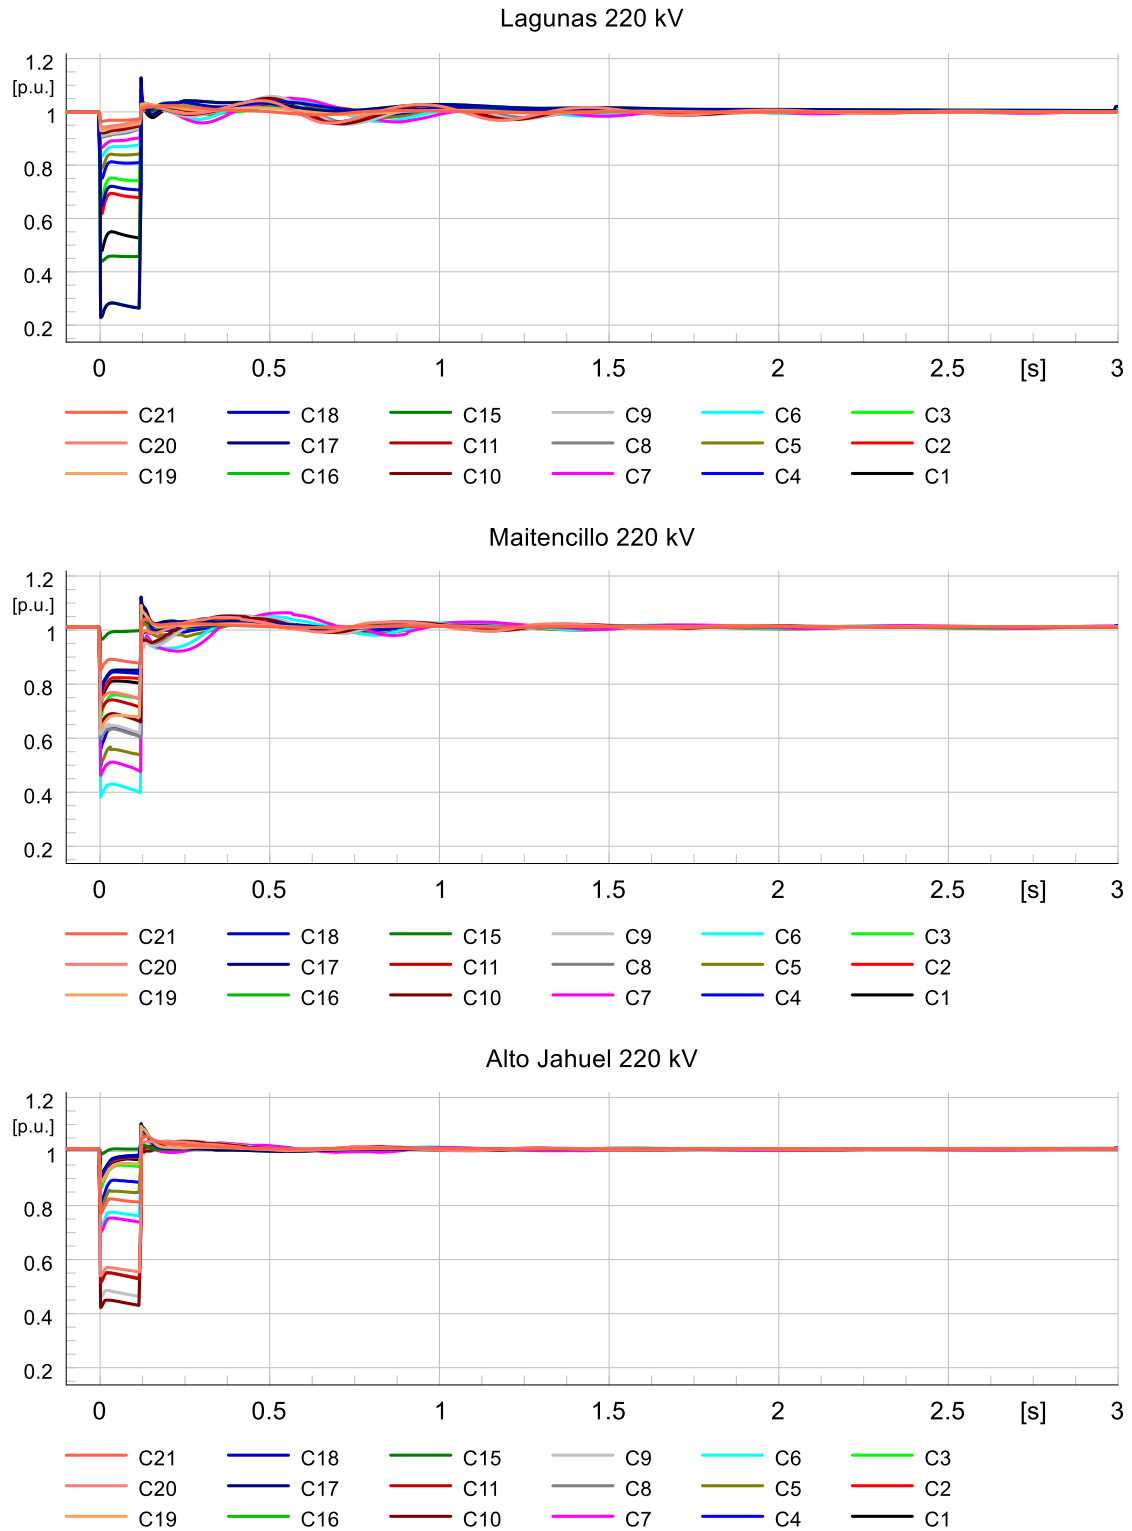 Lagunas 220 kV
1.2
[p.u.]
1
0.8
0.6
0.4
0.2
0 0.5 1 1.5 2 2.5 [s] 3
C21 C18 C15 C9 C6 C3
C20 C17 C11 C8 C5 C2
C19 C16 C10 C7 C4 C1
Maitencillo 220 kV
1.2
[p.u.]
1
0.8
0.6
0.4
0.2
0 0.5 1 1.5 2 2.5 [s] 3
C21 C18 C15 C9 C6 C3
C20 C17 C11 C8 C5 C2
C19 C16 C10 C7 C4 C1
Alto Jahuel 220 kV
1.2
[p.u.]
1
0.8
0.6
0.4
0.2
0 0.5 1 1.5 2 2.5 [s] 3
C21 C18 C15 C9 C6 C3
C20 C17 C11 C8 C5 C2
C19 C16 C10 C7 C4 C1